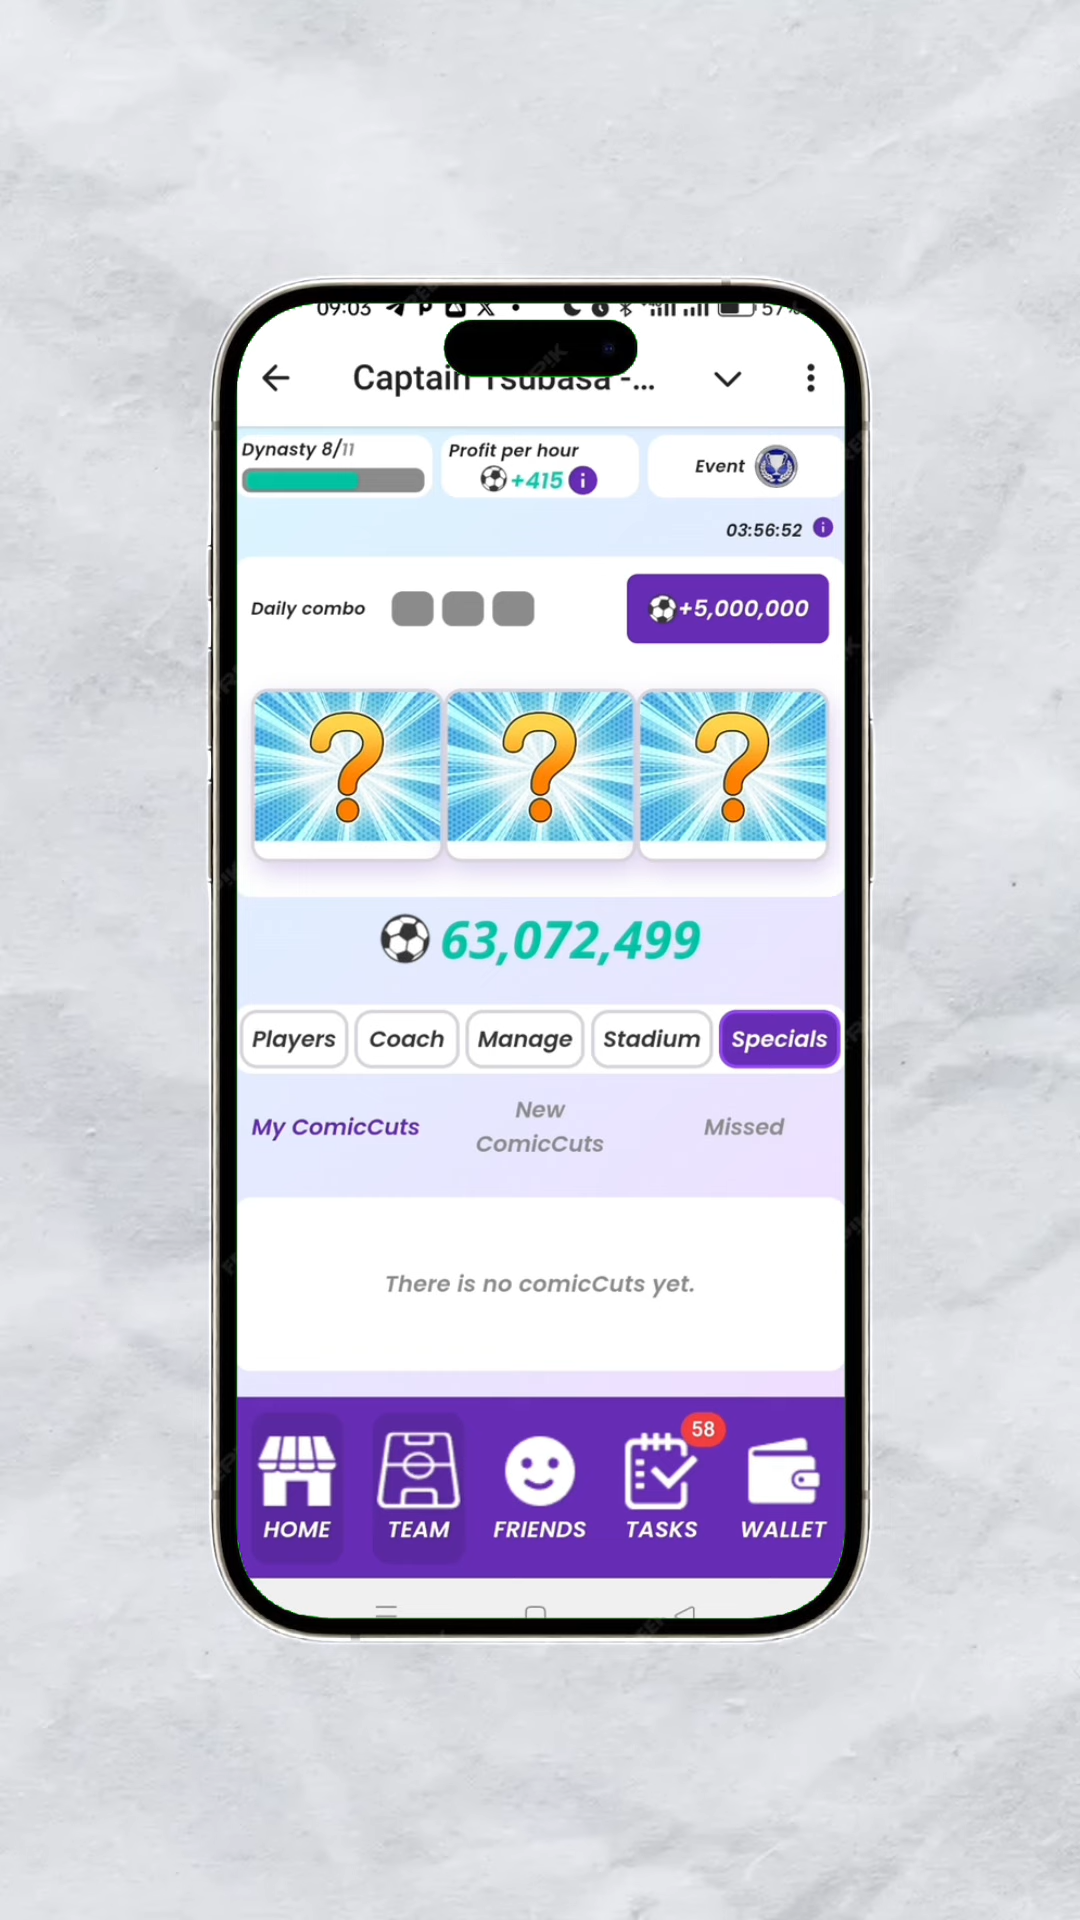 09:03
57%
Captain Tsubasa -...
Dynasty 8/11
Profit per hour
+415
Event
03:56:52
Daily combo
+5,000,000
? ? ?
63,072,499
Players Coach Manage Stadium Specials
My ComicCuts
New
ComicCuts
Missed
There is no comicCuts yet.
58
HOME TEAM FRIENDS TASKS WALLET